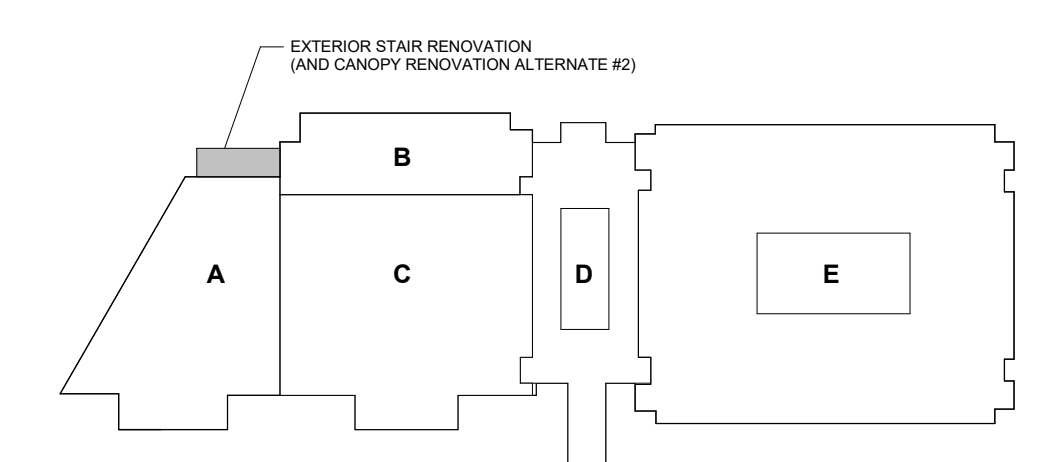 EXTERIOR STAIR RENOVATION
(AND CANOPY RENOVATION ALTERNATE #2)
B
A
C
D
E